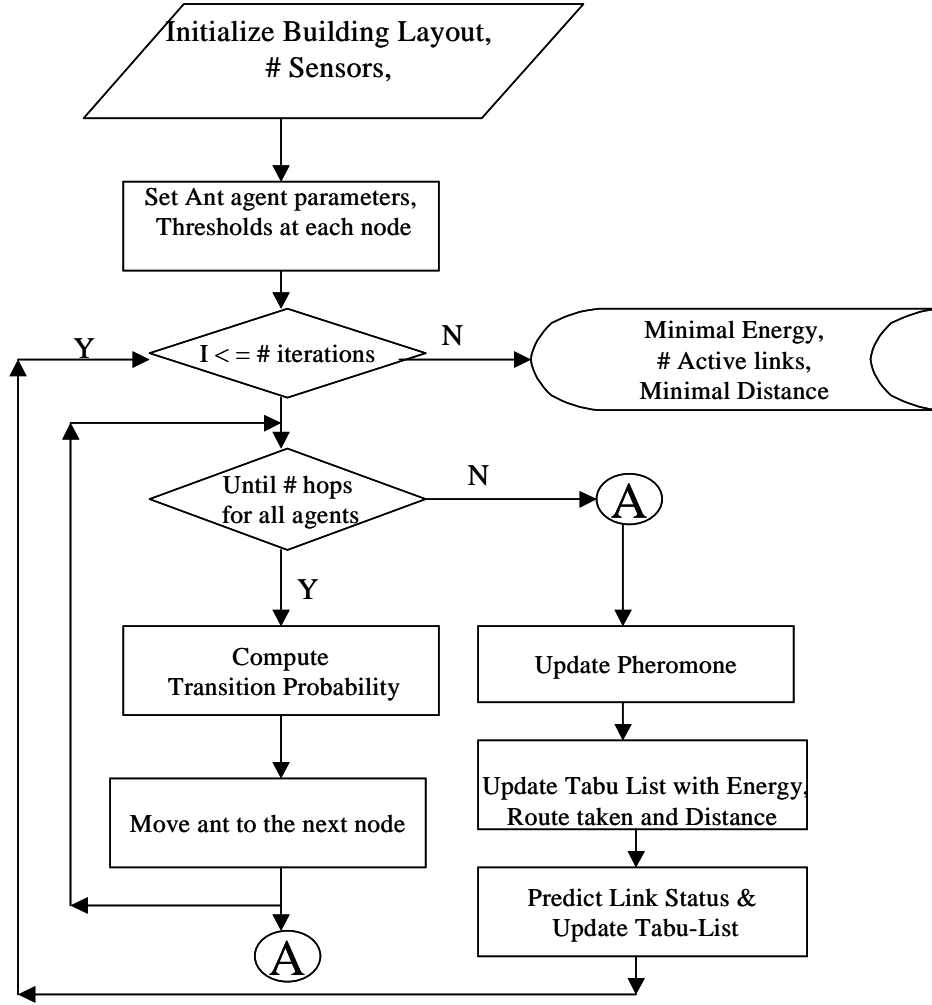 Initialize Building Layout,
# Sensors,
Set Ant agent parameters,
Thresholds at each node
Y
I < = # iterations
N
Minimal Energy,
# Active links,
Minimal Distance
Until # hops
for all agents
N
A
Y
Compute
Transition Probability
Update Pheromone
Move ant to the next node
Update Tabu List with Energy,
Route taken and Distance
Predict Link Status &
Update Tabu-List
A